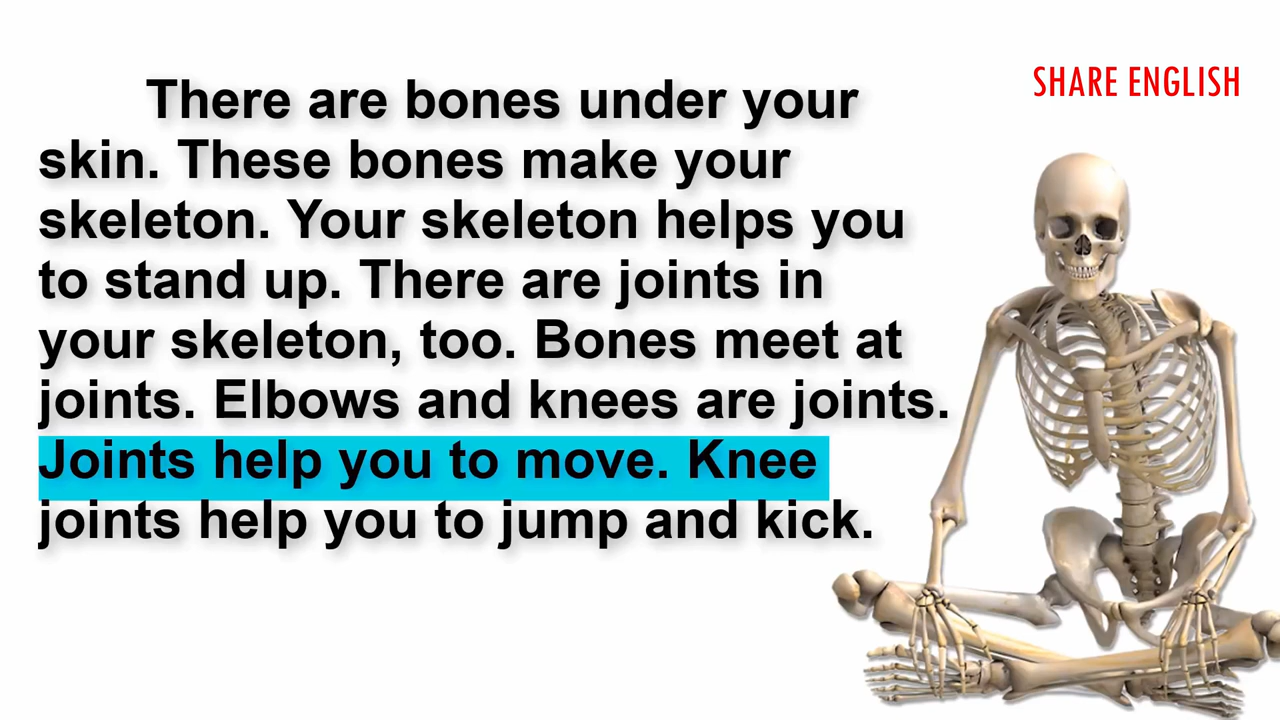 SHARE ENGLISH
There are bones under your
skin. These bones make your
skeleton. Your skeleton helps you
to stand up. There are joints in
your skeleton, too. Bones meet at
joints. Elbows and knees are joints.
Joints help you to move. Knee
joints help you to jump and kick.